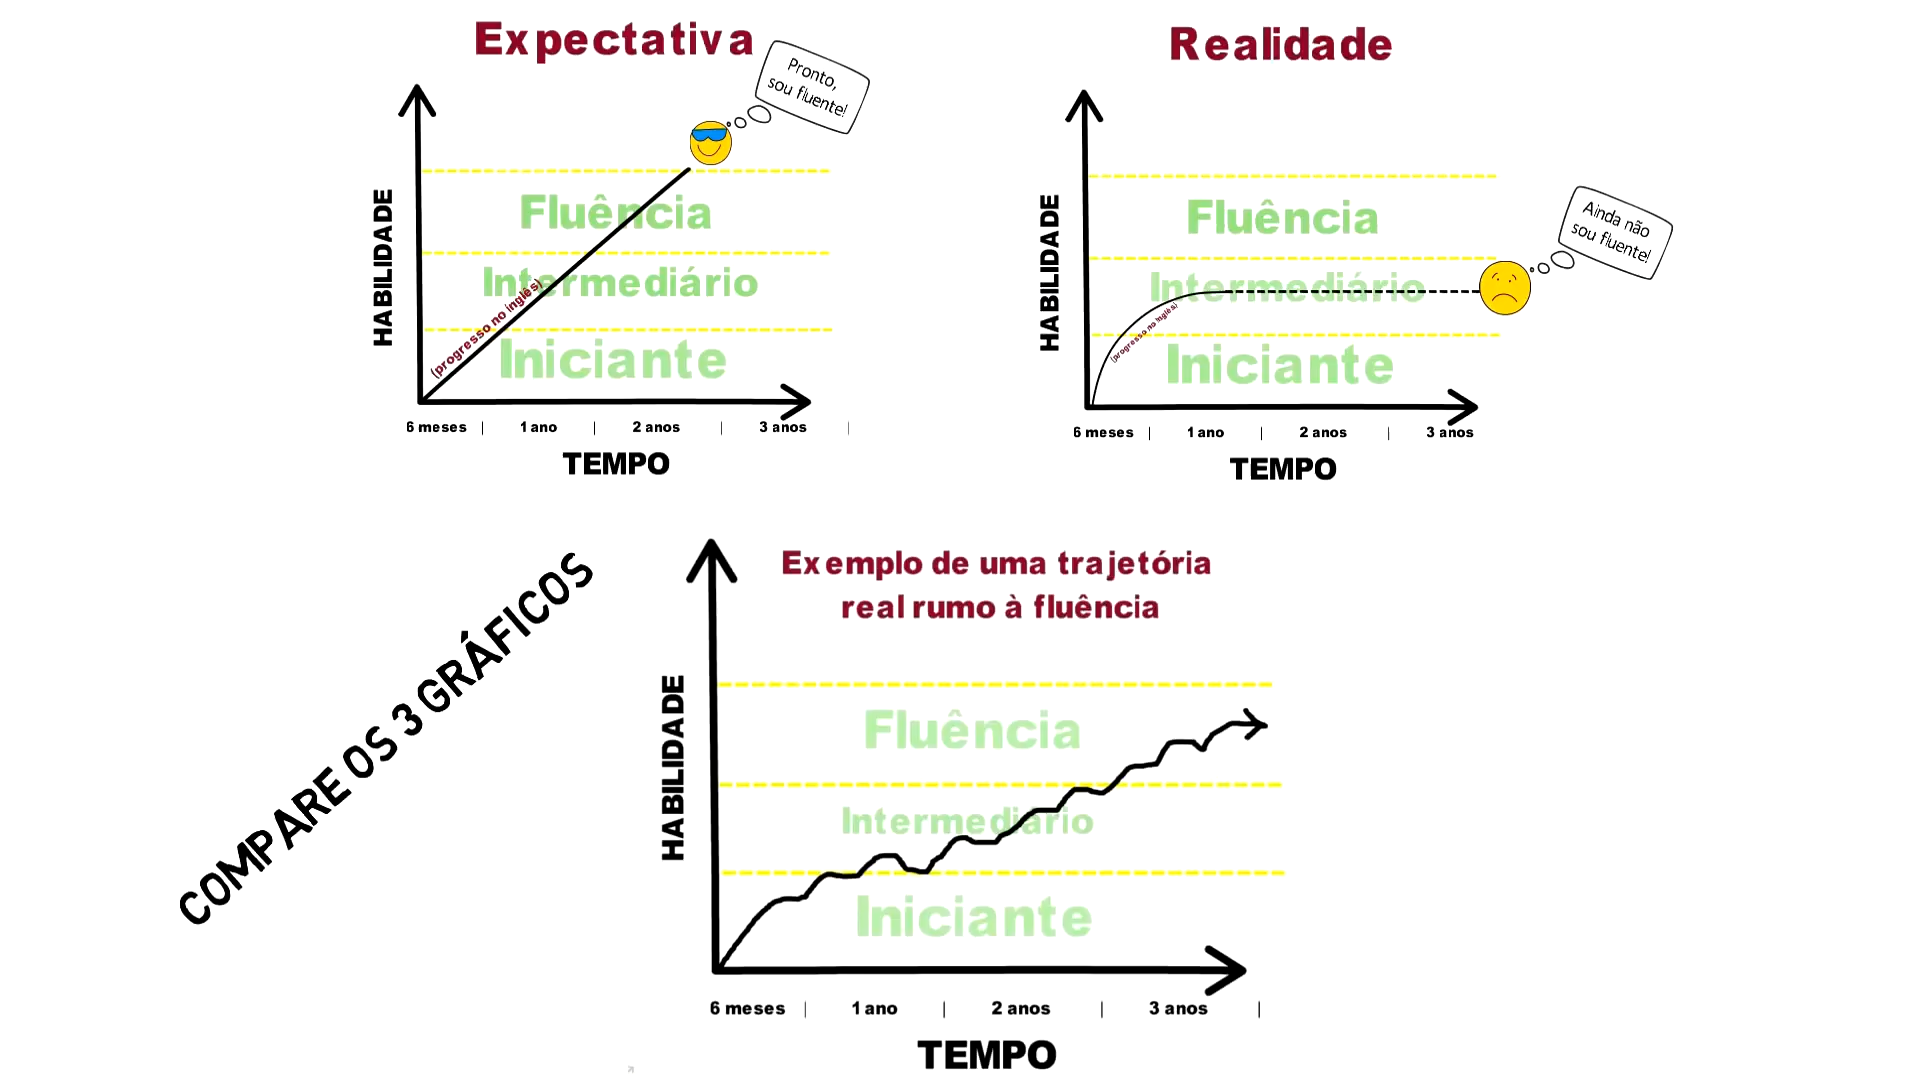 Expectativa
Pronto,
sou fluente!
HABILIDADE
Fluência
Intermediário
(progresso no inglês)
Iniciante
6 meses | 1 ano | 2 anos | 3 anos |
TEMPO
Realidade
Ainda não
sou fluente!
HABILIDADE
Fluência
Intermediário
(progresso no inglês)
Iniciante
6 meses | 1 ano | 2 anos | 3 anos
TEMPO
COMPARE OS 3 GRÁFICOS
Exemplo de uma trajetória
real rumo à fluência
HABILIDADE
Fluência
Intermediário
Iniciante
6 meses | 1 ano | 2 anos | 3 anos |
TEMPO